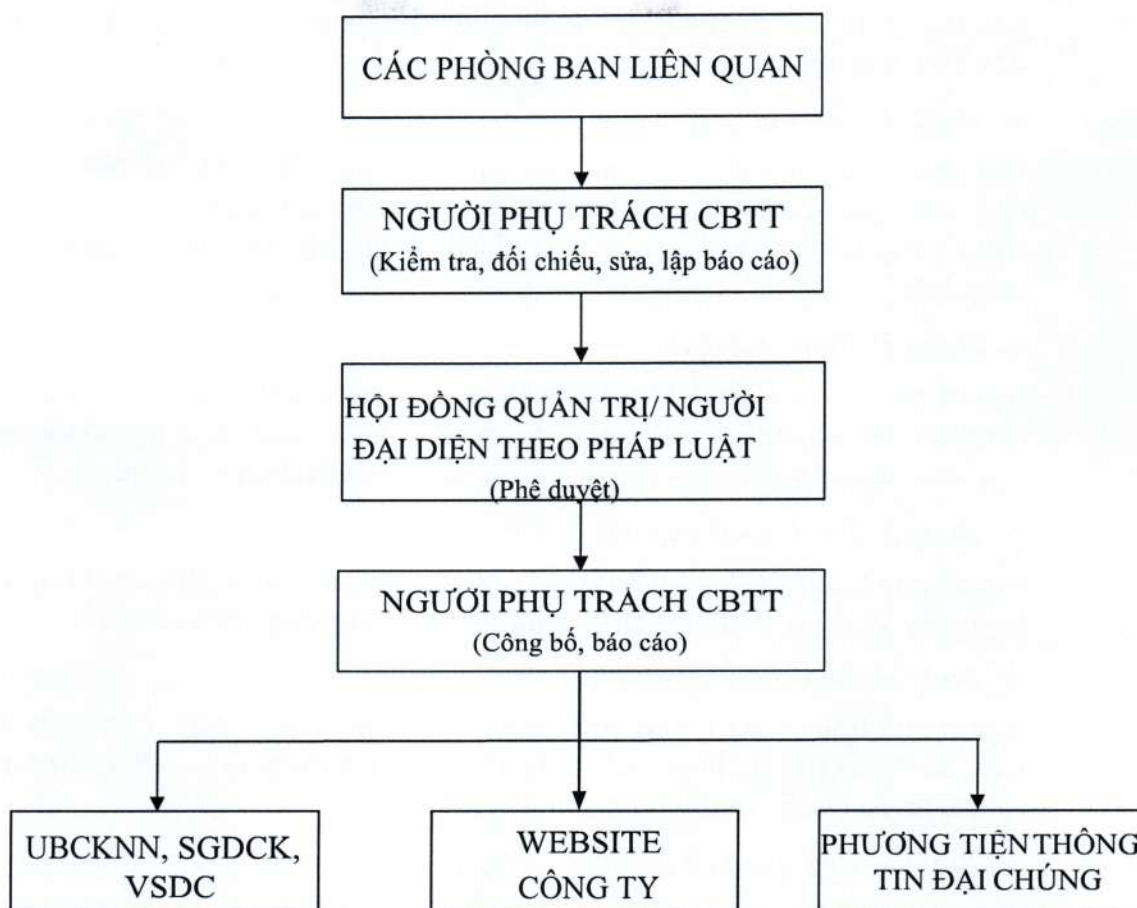 CÁC PHÒNG BAN LIÊN QUAN
NGƯỜI PHỤ TRÁCH CBTT
(Kiểm tra, đối chiếu, sửa, lập báo cáo)
HỘI ĐỒNG QUẢN TRỊ/ NGƯỜI
ĐẠI DIỆN THEO PHÁP LUẬT
(Phê duyệt)
NGƯỜI PHỤ TRÁCH CBTT
(Công bố, báo cáo)
UBCKNN, SGDCK,
VSDC
WEBSITE
CÔNG TY
PHƯƠNG TIỆN THÔNG
TIN ĐẠI CHÚNG